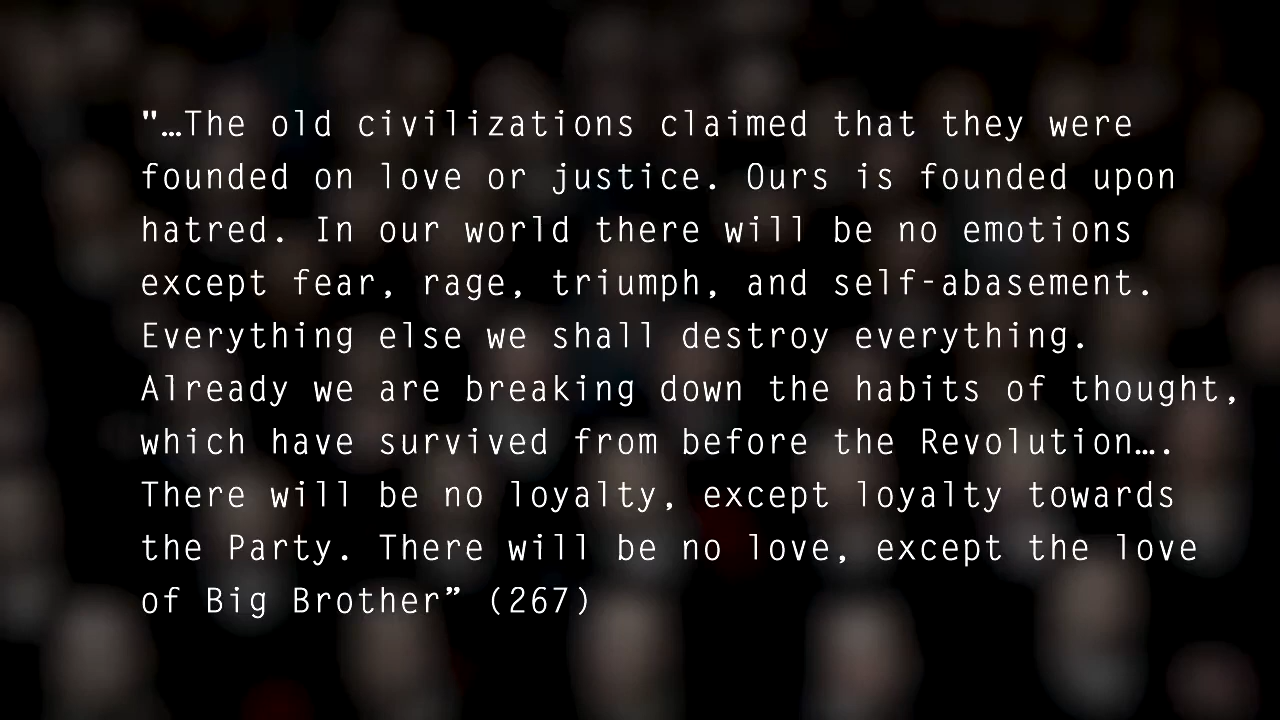 "…The old civilizations claimed that they were
founded on love or justice. Ours is founded upon
hatred. In our world there will be no emotions
except fear, rage, triumph, and self-abasement.
Everything else we shall destroy everything.
Already we are breaking down the habits of thought,
which have survived from before the Revolution….
There will be no loyalty, except loyalty towards
the Party. There will be no love, except the love
of Big Brother” (267)